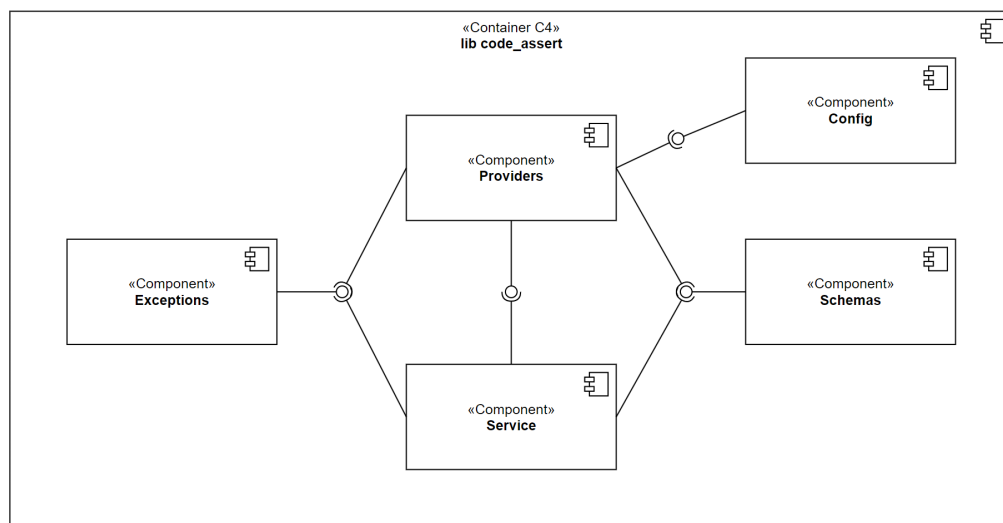 «Container C4»
lib code_assert
«Component»
Config
«Component»
Providers
«Component»
Exceptions
«Component»
Schemas
«Component»
Service